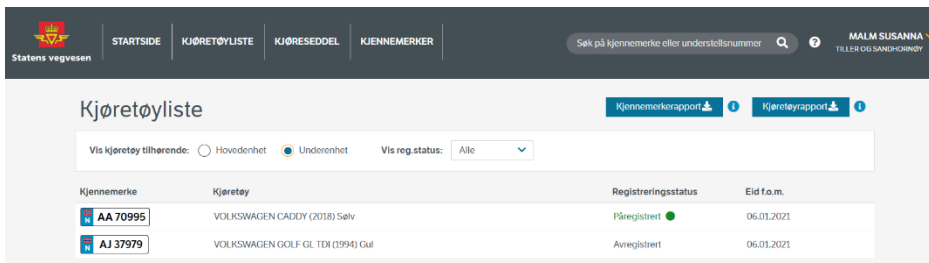 Statens vegvesen
STARTSIDE KJØRETØYLISTE KJØRESEDDEL KJENNEMERKER
Søk på kjennemerke eller understellsnummer ? MALM SUSANNA
TILLER OG SANDHORNØY
Kjøretøyliste Kjennemerkerapport i Kjøretøyrapport i
Vis kjøretøy tilhørende: Hovedenhet Underenhet Vis reg.status: Alle
Kjennemerke Kjøretøy Registreringsstatus Eid f.o.m.
N AA 70995 VOLKSWAGEN CADDY (2018) Sølv Påregistrert 06.01.2021
N AJ 37979 VOLKSWAGEN GOLF GL TDI (1994) Gul Avregistrert 06.01.2021